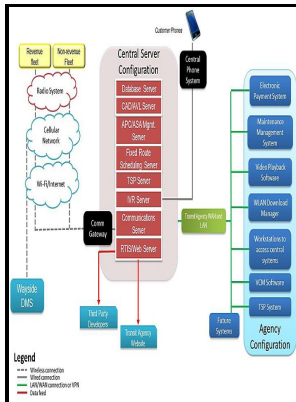 Customer Phones
Revenue
fleet
Non-revenue
Fleet
Central Server
Configuration
Central
Phone
System
Radio System
Cellular
Network
Wi-Fi/Internet
Database Server
CAD/AVL Server
APC/ASA Mgmt.
Server
Fixed Route
Scheduling Server
TSP Server
IVR Server
Communications
Server
RTIS/Web Server
Comm
Gateway
Transit Agency WAN and
LAN
Electronic
Payment System
Maintenance
Management
System
Video Playback
Software
WLAN Download
Manager
Workstations to
access central
systems
VCM Software
TSP System
Future
Systems
Agency
Configuration
Wayside
DMS
Third Party
Developers
Transit Agency
Website
Legend
Wireless connection
Wired connection
LAN/WAN connection or VPN
Data feed